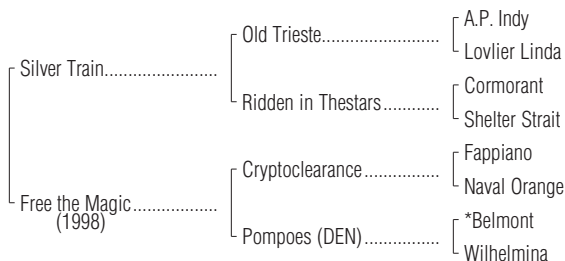 A.P. Indy
Old Trieste
Lovlier Linda
Silver Train
Cormorant
Ridden in Thestars
Shelter Strait
Fappiano
Cryptoclearance
Naval Orange
Free the Magic
(1998)
*Belmont
Pompoes (DEN)
Wilhelmina